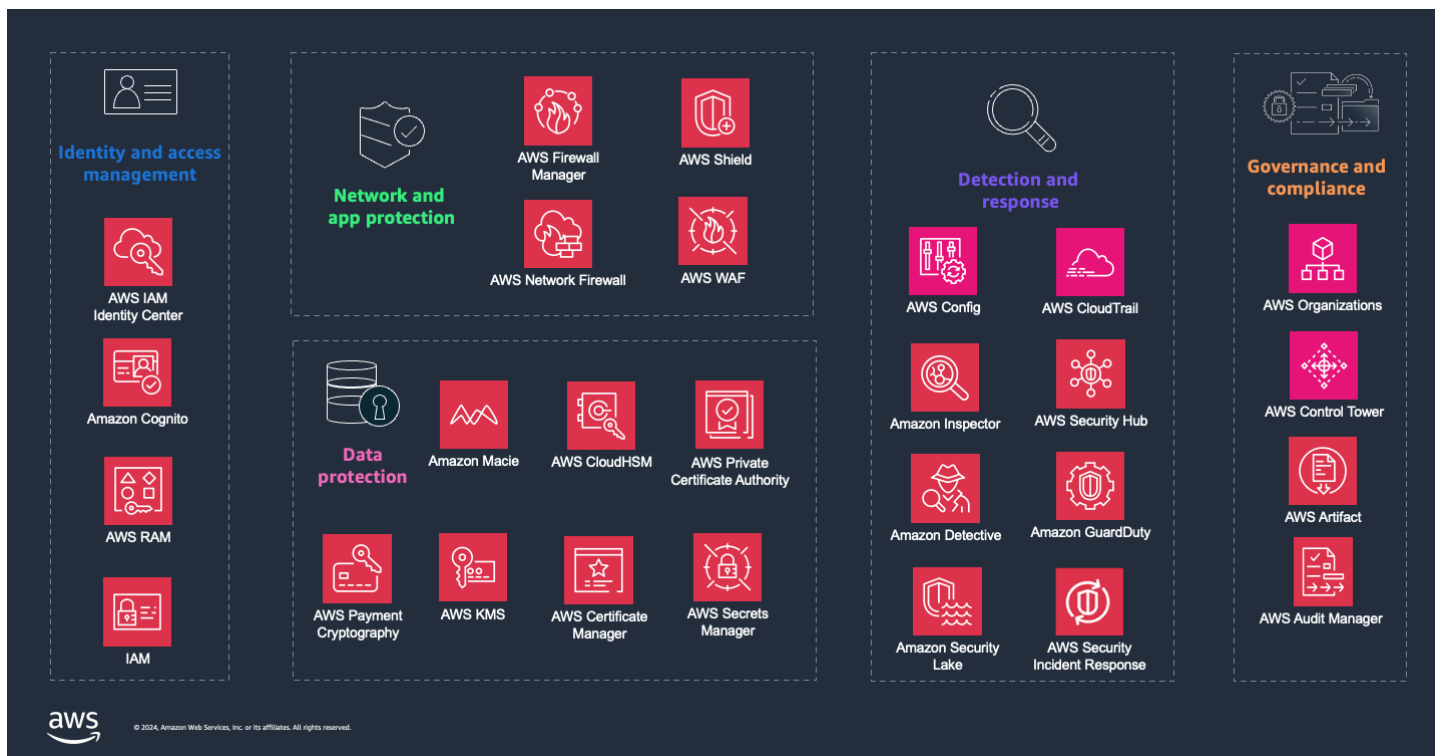 Identity and access
management
AWS IAM
Identity Center
Amazon Cognito
AWS RAM
IAM
Network and
app protection
AWS Firewall
Manager
AWS Shield
AWS Network Firewall
AWS WAF
Data
protection
Amazon Macie
AWS CloudHSM
AWS Private
Certificate Authority
AWS Payment
Cryptography
AWS KMS
AWS Certificate
Manager
AWS Secrets
Manager
Detection and
response
AWS Config
AWS CloudTrail
Amazon Inspector
AWS Security Hub
Amazon Detective
Amazon GuardDuty
Amazon Security
Lake
AWS Security
Incident Response
Governance and
compliance
AWS Organizations
AWS Control Tower
AWS Artifact
AWS Audit Manager
aws
© 2024, Amazon Web Services, Inc. or its affiliates. All rights reserved.